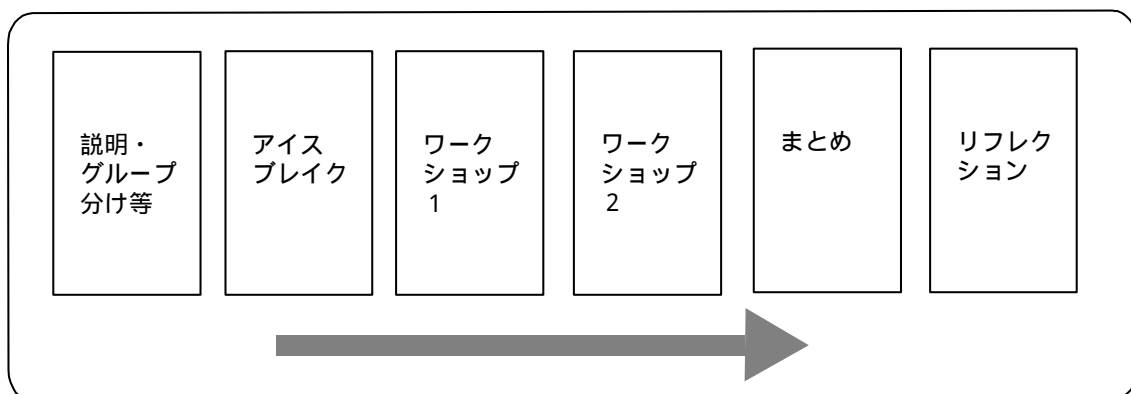 説明・
グループ
分け等
アイス
ブレイク
ワーク
ショップ
1
ワーク
ショップ
2
まとめ
リフレク
ション